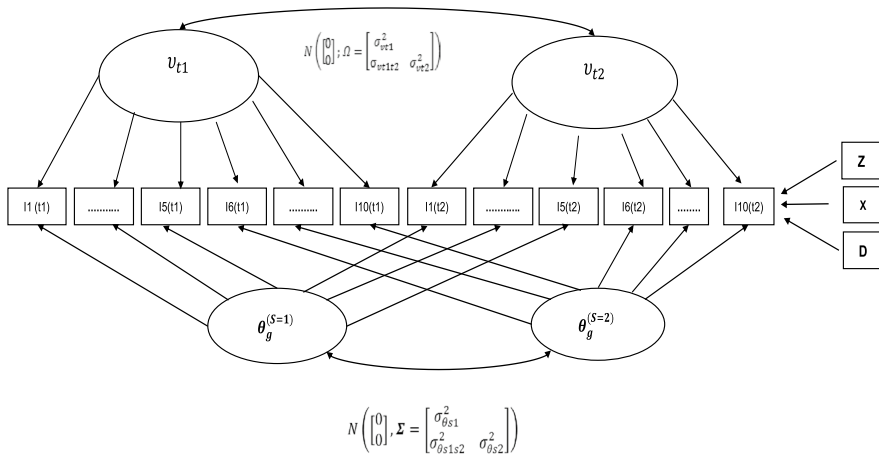 υt1
N([0 0]; Ω = [σ²υt1 συt1t2 σ²υt2])
υt2
I1 (t1) ........... I5(t1) I6(t1) .......... I10(t1) I1(t2) ............ I5(t2) I6(t2) ........ I10(t2)
Z
X
D
θg(S=1)
θg(S=2)
N([0 0], Σ = [σ²θs1 σ²θs1s2 σ²θs2])